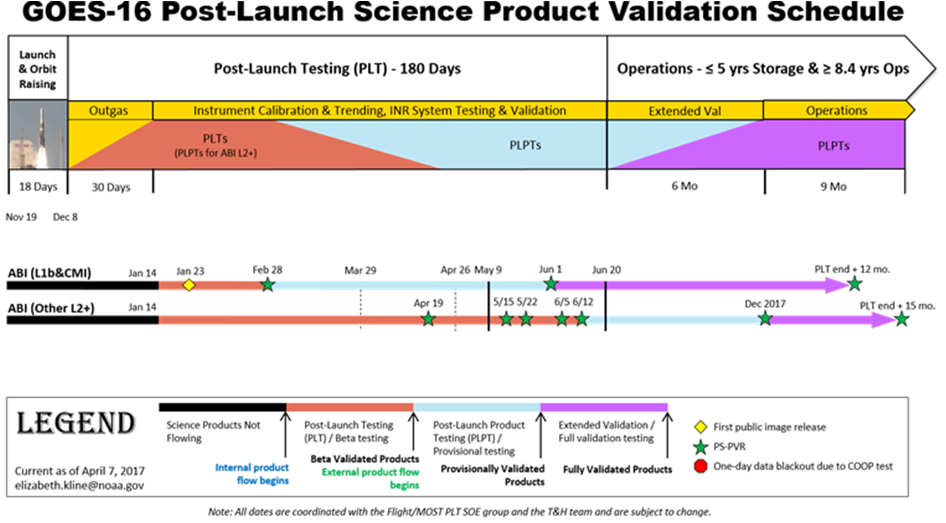 GOES-16 Post-Launch Science Product Validation Schedule
Launch
& Orbit
Raising
Post-Launch Testing (PLT) - 180 Days
Operations - ≤ 5 yrs Storage & ≥ 8.4 yrs Ops
Outgas
Instrument Calibration & Trending, INR System Testing & Validation
Extended Val
Operations
PLTs
(PLPTs for ABI L2+)
PLPTs
PLPTs
18 Days
30 Days
6 Mo
9 Mo
Nov 19
Dec 8
ABI (L1b&CMI)
Jan 14
Jan 23
Feb 28
Mar 29
Apr 26
May 9
Jun 1
Jun 20
PLT end + 12 mo.
ABI (Other L2+)
Jan 14
Apr 19
5/15
5/22
6/5
6/12
Dec 2017
PLT end + 15 mo.
LEGEND
Current as of April 7, 2017
elizabeth.kline@noaa.gov
Science Products Not
Flowing
Internal product
flow begins
Post-Launch Testing
(PLT) / Beta testing
Beta Validated Products
External product flow
begins
Post-Launch Product
Testing (PLPT) /
Provisional testing
Provisionally Validated
Products
Extended Validation /
Full validation testing
Fully Validated Products
First public image release
PS-PVR
One-day data blackout due to COOP test
Note: All dates are coordinated with the Flight/MOST PLT SOE group and the T&H team and are subject to change.